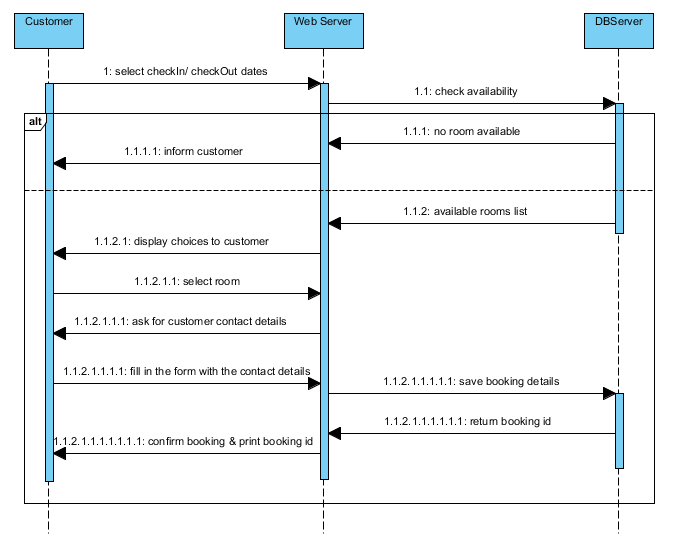 Customer
Web Server
DBServer
1: select checkIn/ checkOut dates
1.1: check availability
alt
1.1.1: no room available
1.1.1.1: inform customer
1.1.2: available rooms list
1.1.2.1: display choices to customer
1.1.2.1.1: select room
1.1.2.1.1.1: ask for customer contact details
1.1.2.1.1.1.1: fill in the form with the contact details
1.1.2.1.1.1.1.1: save booking details
1.1.2.1.1.1.1.1.1: return booking id
1.1.2.1.1.1.1.1.1.1: confirm booking & print booking id